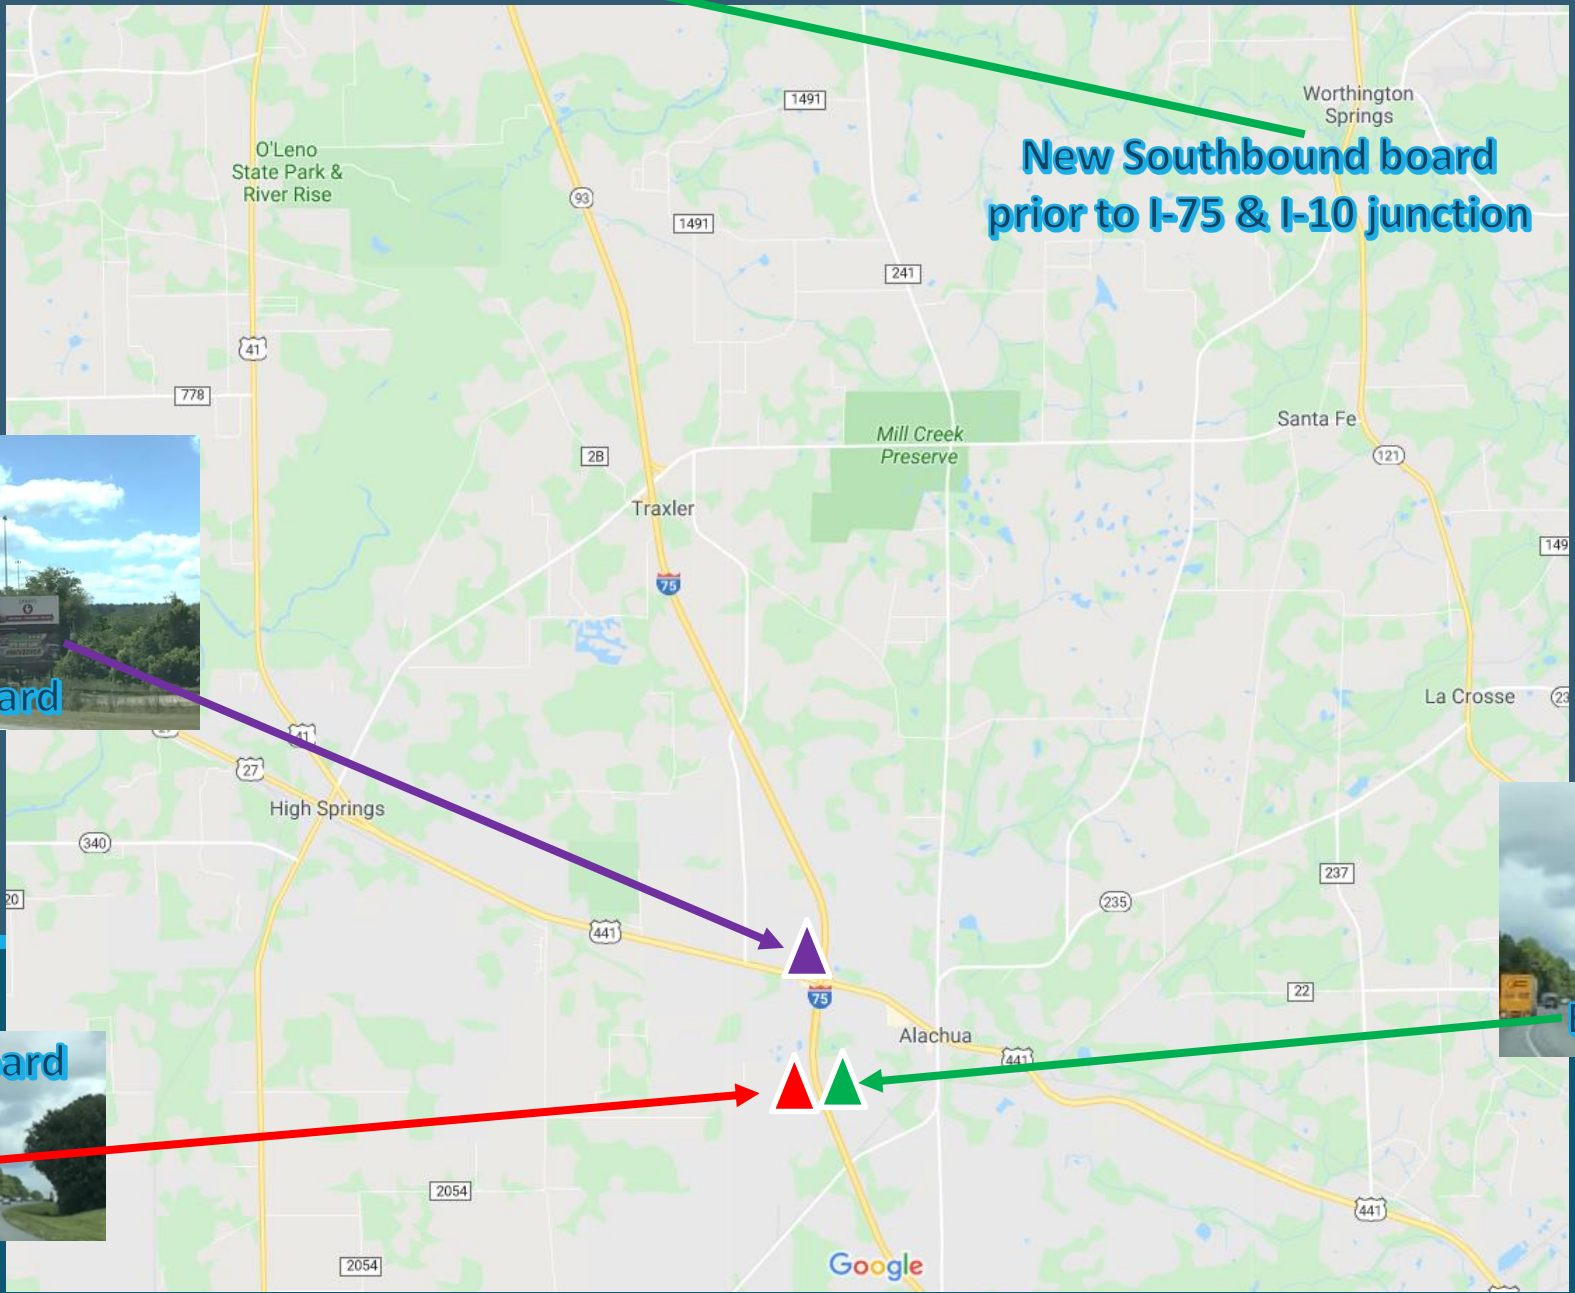 1491
Worthington
Springs
O'Leno
State Park &
River Rise
New Southbound board
prior to I-75 & I-10 junction
93
1491
241
41
778
Mill Creek
Preserve
Santa Fe
2B
121
Traxler
149
75
ard
La Crosse
23
41
27
High Springs
340
237
20
235
441
22
75
Alachua
441
ard
2054
441
2054
Google